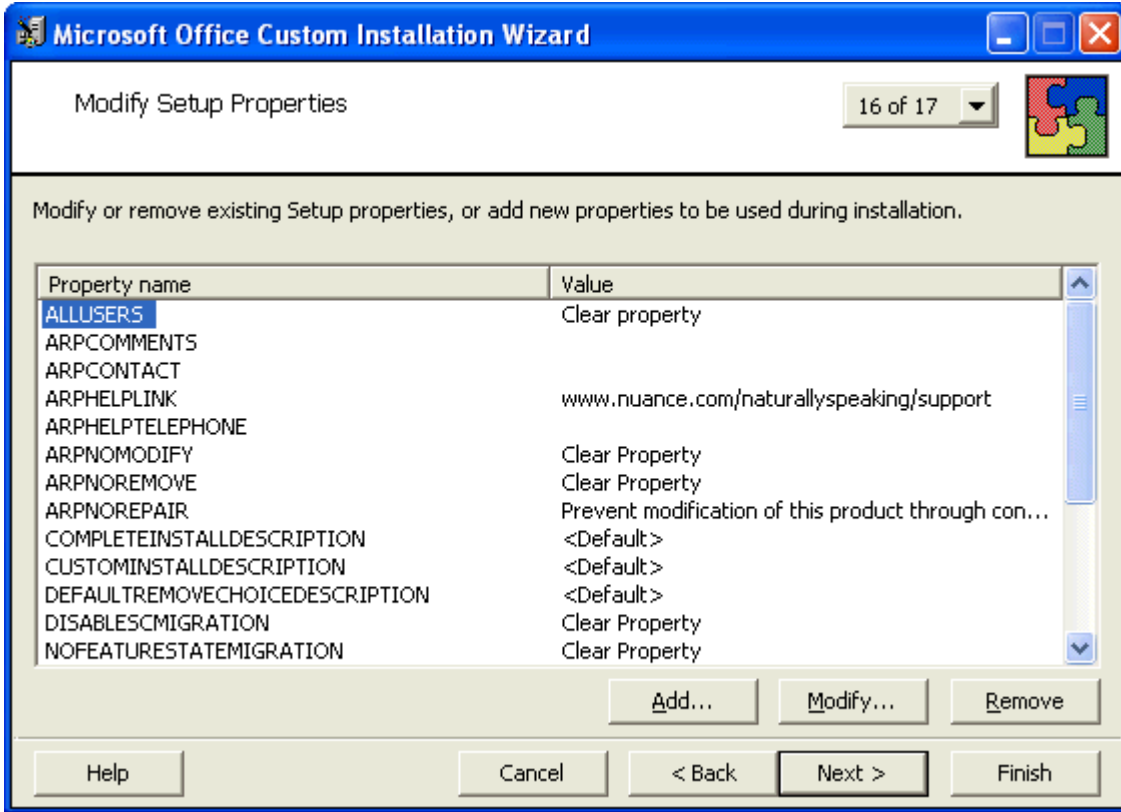 Microsoft Office Custom Installation Wizard
Modify Setup Properties
16 of 17
Modify or remove existing Setup properties, or add new properties to be used during installation.
Property name Value
ALLUSERS Clear property
ARPCOMMENTS
ARPCONTACT
ARPHELPLINK www.nuance.com/naturallyspeaking/support
ARPHELPTELEPHONE
ARPNOMODIFY Clear Property
ARPNOREMOVE Clear Property
ARPNOREPAIR Prevent modification of this product through con...
COMPLETEINSTALLDESCRIPTION <Default>
CUSTOMINSTALLDESCRIPTION <Default>
DEFAULTREMOVECHOICEDESCRIPTION <Default>
DISABLESCMIGRATION Clear Property
NOFEATURESTATEMIGRATION Clear Property
Add... Modify... Remove
Help Cancel < Back Next > Finish